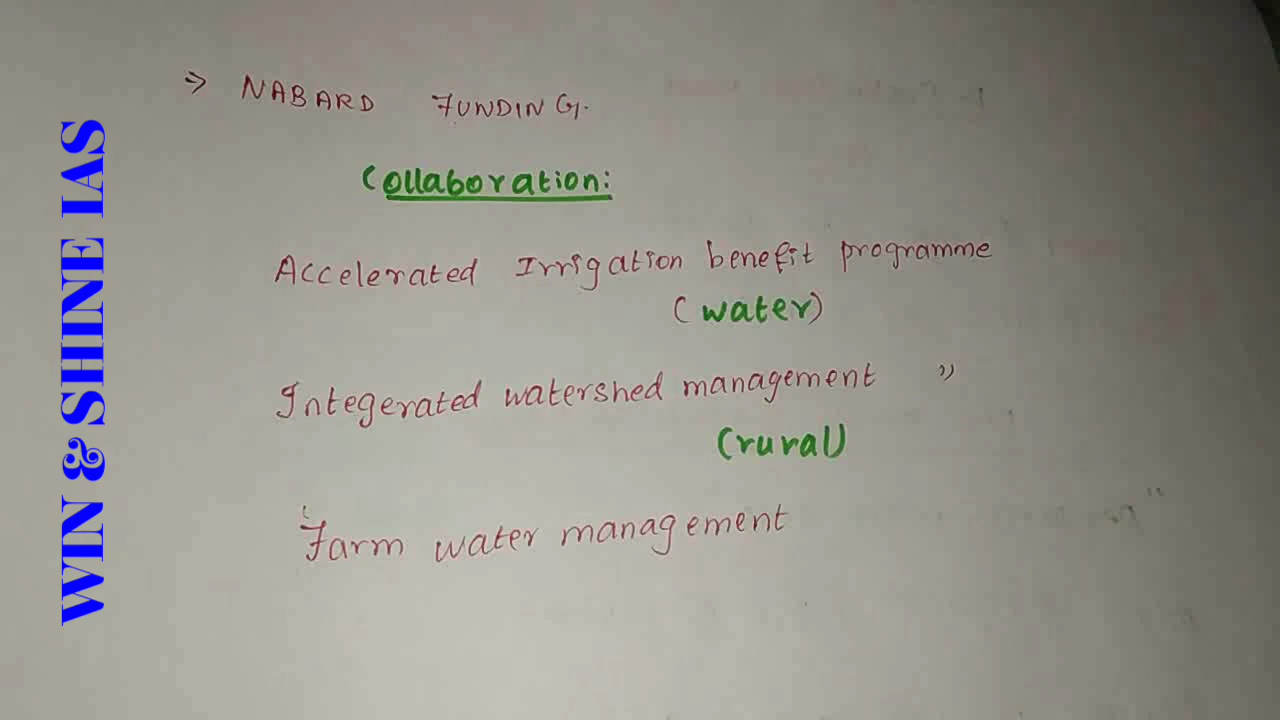 ⇒ NABARD FUNDING.
Collaboration:
Accelerated Irrigation benefit programme
(water)
Integerated watershed management "
(rural)
Farm water management
WIN & SHINE IAS